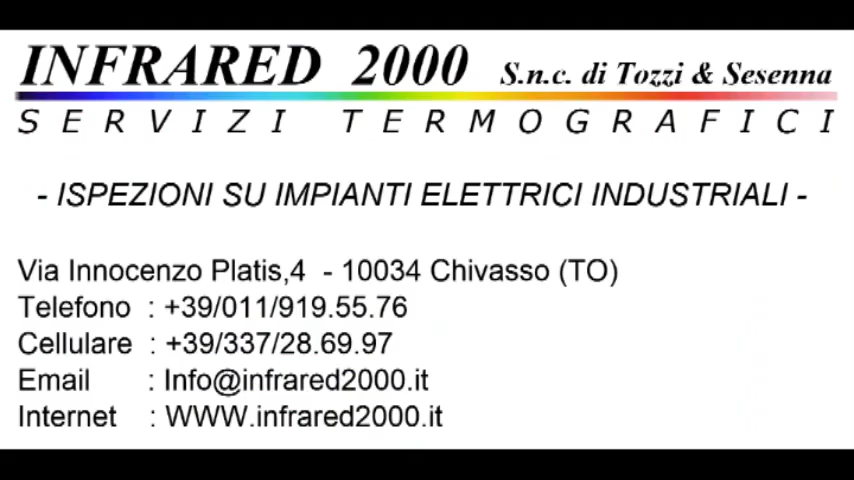 INFRARED 2000 S.n.c. di Tozzi & Sesenna
SERVIZI TERMOGRAFICI
- ISPEZIONI SU IMPIANTI ELETTRICI INDUSTRIALI -
Via Innocenzo Platis,4 - 10034 Chivasso (TO)
Telefono : +39/011/919.55.76
Cellulare : +39/337/28.69.97
Email : Info@infrared2000.it
Internet : WWW.infrared2000.it